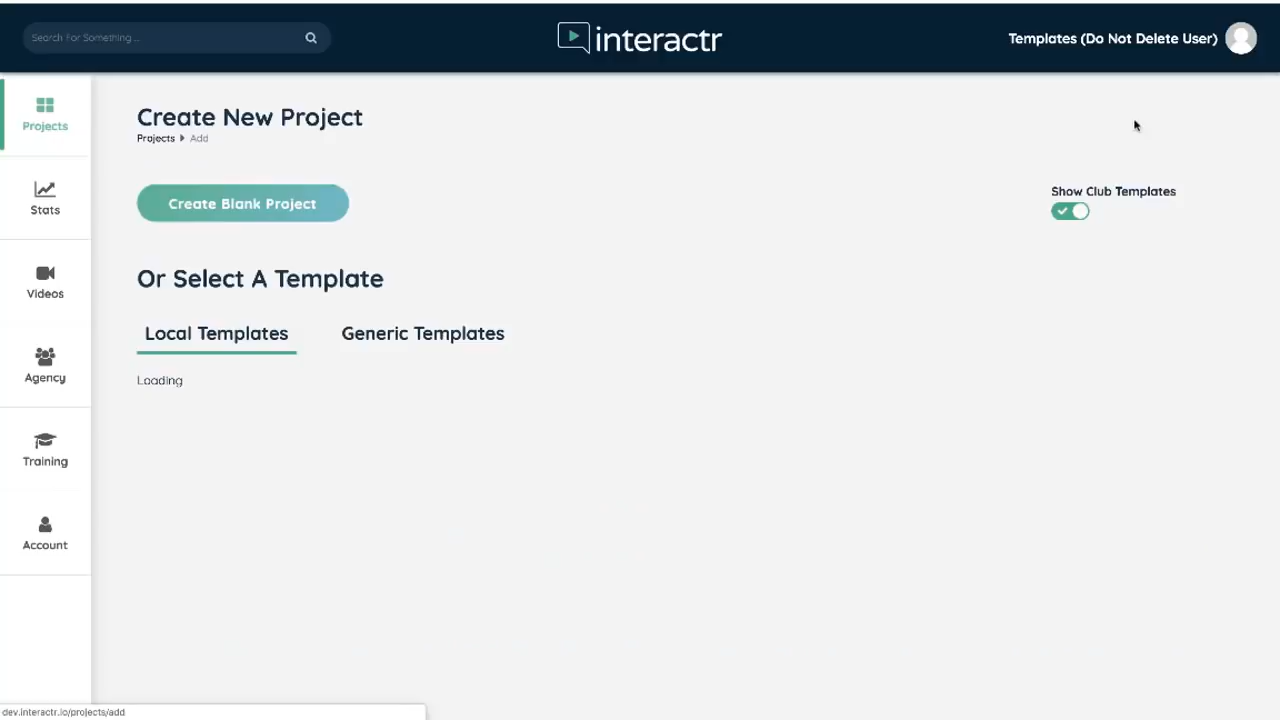 Search For Something...
interactr
Templates (Do Not Delete User)
Projects
Stats
Videos
Agency
Training
Account
Create New Project
Projects Add
Create Blank Project
Show Club Templates
Or Select A Template
Local Templates Generic Templates
Loading
dev.interactr.io/projects/add